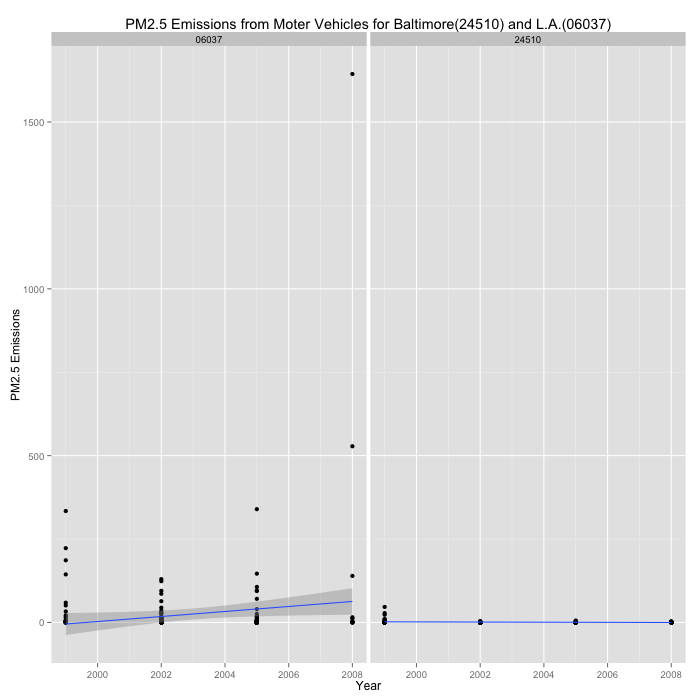 PM2.5 Emissions from Moter Vehicles for Baltimore(24510) and L.A.(06037)
06037 24510
1500
1000
500
0
PM2.5 Emissions
2000 2002 2004 2006 2008 2000 2002 2004 2006 2008
Year